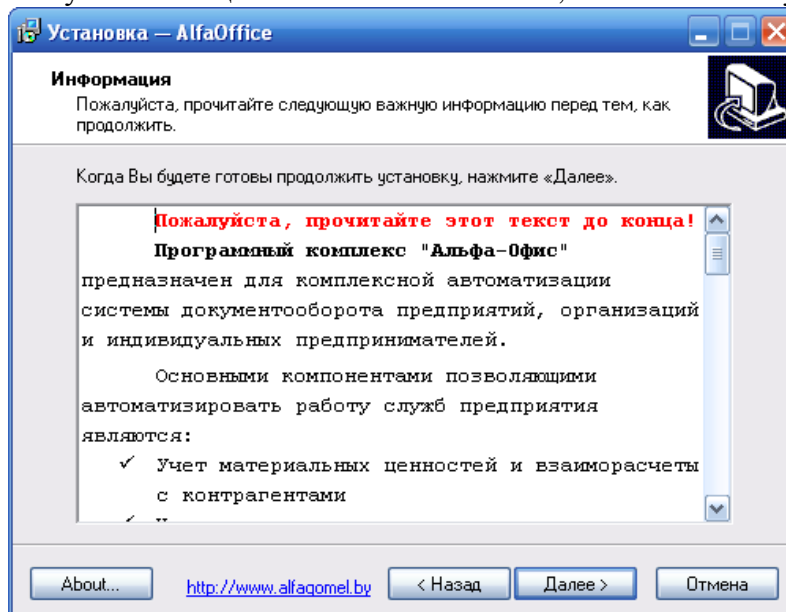 Установка — AlfaOffice
Информация
Пожалуйста, прочитайте следующую важную информацию перед тем, как
продолжить.
Когда Вы будете готовы продолжить установку, нажмите «Далее».
Пожалуйста, прочитайте этот текст до конца!
Программный комплекс "Альфа-Офис"
предназначен для комплексной автоматизации
системы документооборота предприятий, организаций
и индивидуальных предпринимателей.
Основными компонентами позволяющими
автоматизировать работу служб предприятия
являются:
✓ Учет материальных ценностей и взаиморасчеты
с контрагентами
About...
http://www.alfagomel.by
< Назад
Далее >
Отмена